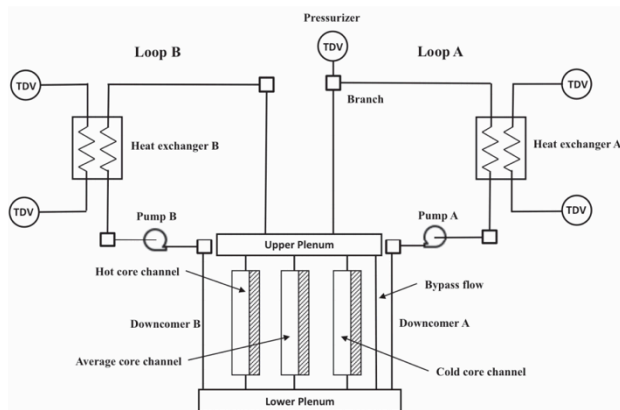 Pressurizer
TDV
Loop B
Loop A
TDV
TDV
Branch
Heat exchanger B
Heat exchanger A
TDV
TDV
Pump B
Pump A
Upper Plenum
Hot core channel
Bypass flow
Downcomer B
Downcomer A
Average core channel
Cold core channel
Lower Plenum